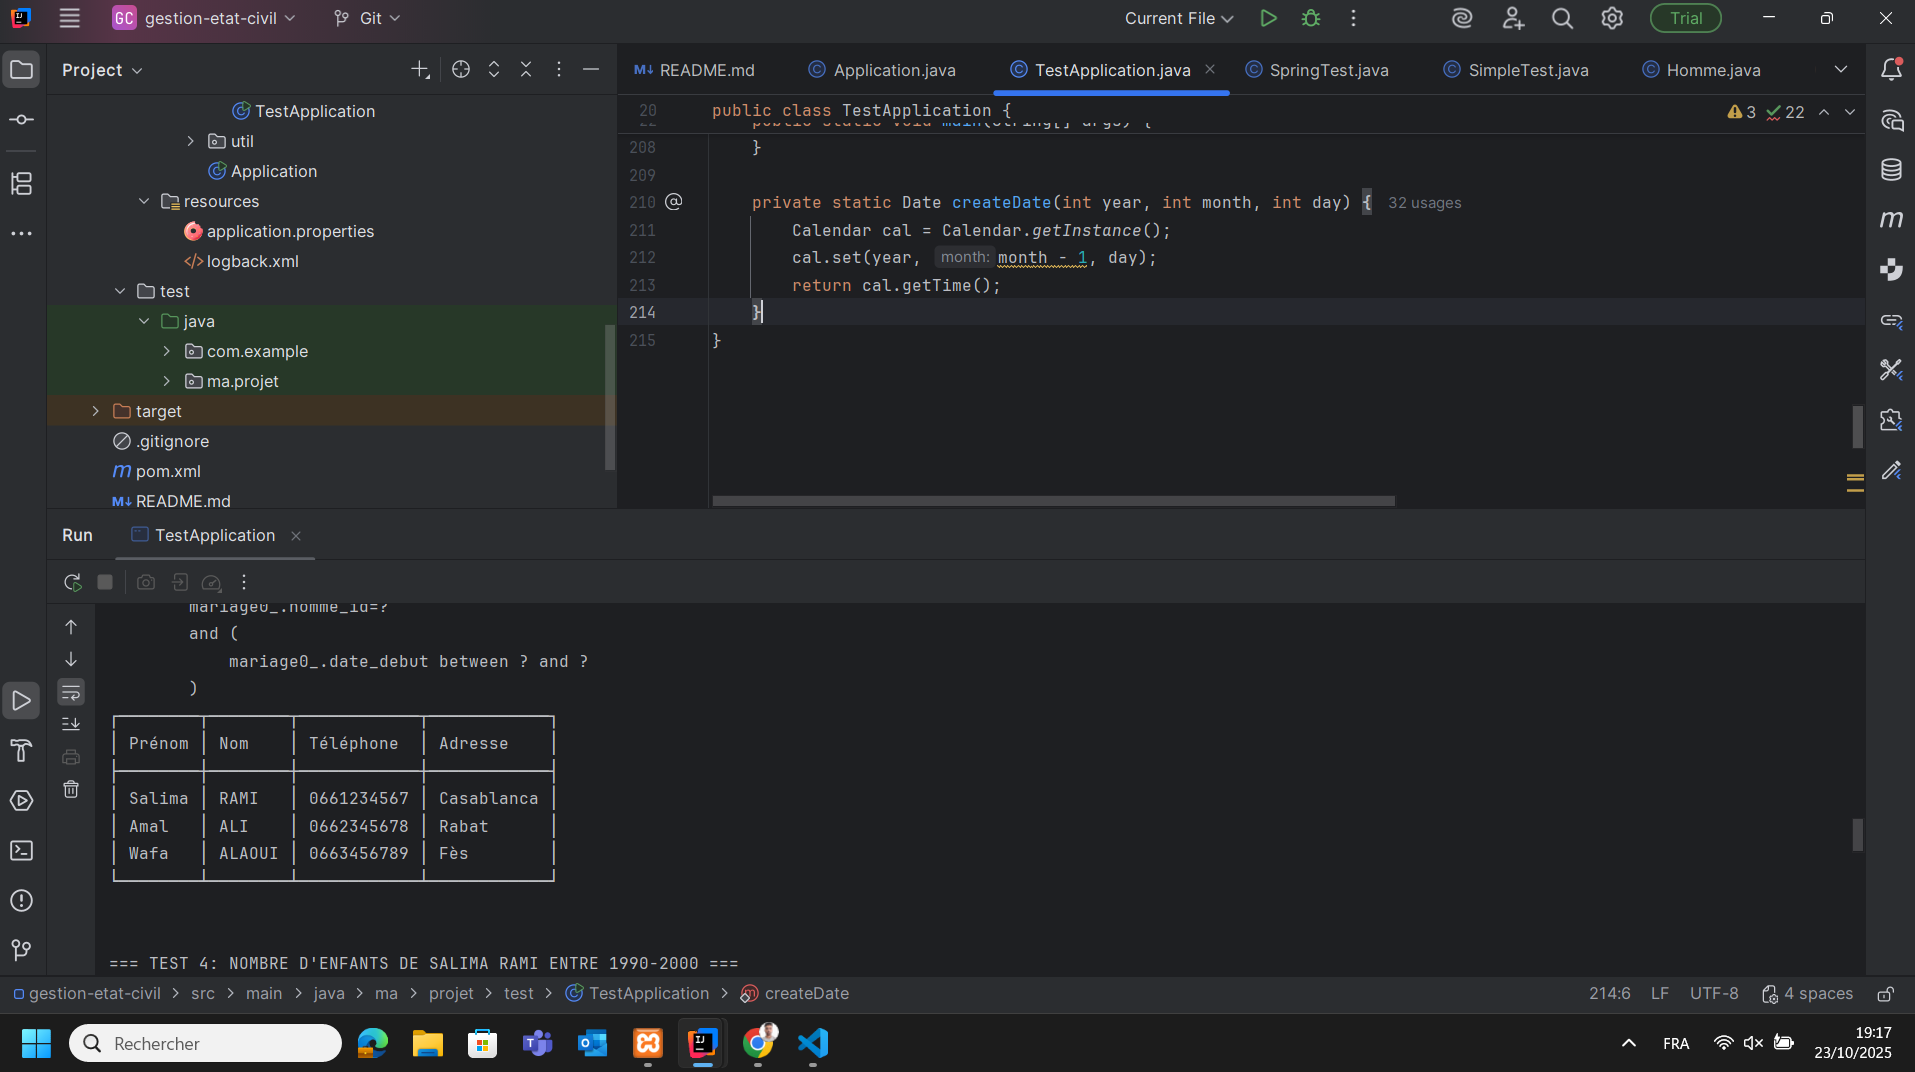 GC gestion-etat-civil Git Current File Trial
Project
README.md Application.java TestApplication.java SpringTest.java SimpleTest.java Homme.java
TestApplication
util
Application
resources
application.properties
logback.xml
test
java
com.example
ma.projet
target
.gitignore
pom.xml
README.md
20 public class TestApplication {
3 22
22 public static void main(String[] args) {
208 }
209
210 private static Date createDate(int year, int month, int day) { 32 usages
211 Calendar cal = Calendar.getInstance();
212 cal.set(year, month: month - 1, day);
213 return cal.getTime();
214 }
215 }
Run TestApplication
mariage0_.homme_id=?
and (
mariage0_.date_debut between ? and ?
)
Prénom Nom Téléphone Adresse
Salima RAMI 0661234567 Casablanca
Amal ALI 0662345678 Rabat
Wafa ALAOUI 0663456789 Fès
=== TEST 4: NOMBRE D'ENFANTS DE SALIMA RAMI ENTRE 1990-2000 ===
gestion-etat-civil > src > main > java > ma > projet > test > TestApplication > createDate
214:6 LF UTF-8 4 spaces
Rechercher
FRA
19:17
23/10/2025